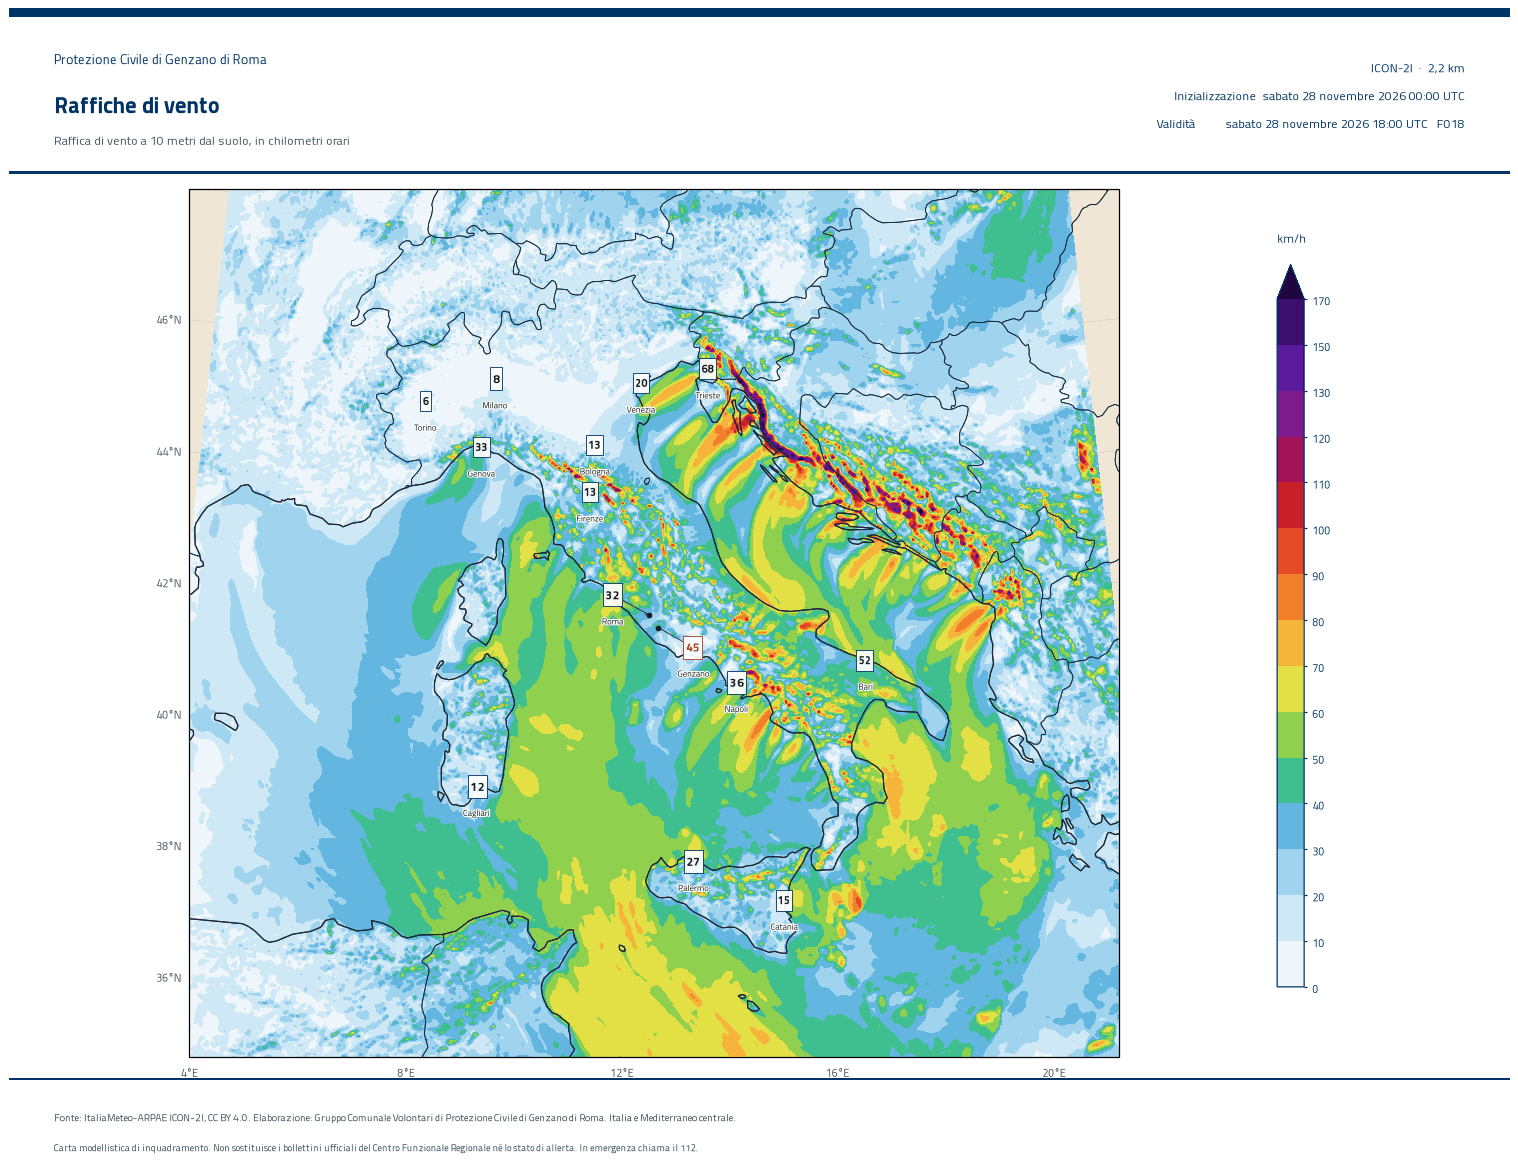 Protezione Civile di Genzano di Roma
Raffiche di vento
Raffica di vento a 10 metri dal suolo, in chilometri orari
ICON-2I · 2,2 km
Inizializzazione sabato 28 novembre 2026 00:00 UTC
Validità sabato 28 novembre 2026 18:00 UTC F018
km/h
170
150
130
120
110
100
90
80
70
60
50
40
30
20
10
0
46°N
44°N
42°N
40°N
38°N
36°N
4°E
8°E
12°E
16°E
20°E
68
Trieste
20
Venezia
8
Milano
6
Torino
33
Genova
13
Bologna
13
Firenze
32
Roma
45
Genzano
36
Napoli
52
Bari
12
Cagliari
27
Palermo
15
Catania
Fonte: ItaliaMeteo-ARPAE ICON-2I, CC BY 4.0. Elaborazione: Gruppo Comunale Volontari di Protezione Civile di Genzano di Roma. Italia e Mediterraneo centrale.
Carta modellistica di inquadramento. Non sostituisce i bollettini ufficiali del Centro Funzionale Regionale né lo stato di allerta. In emergenza chiama il 112.